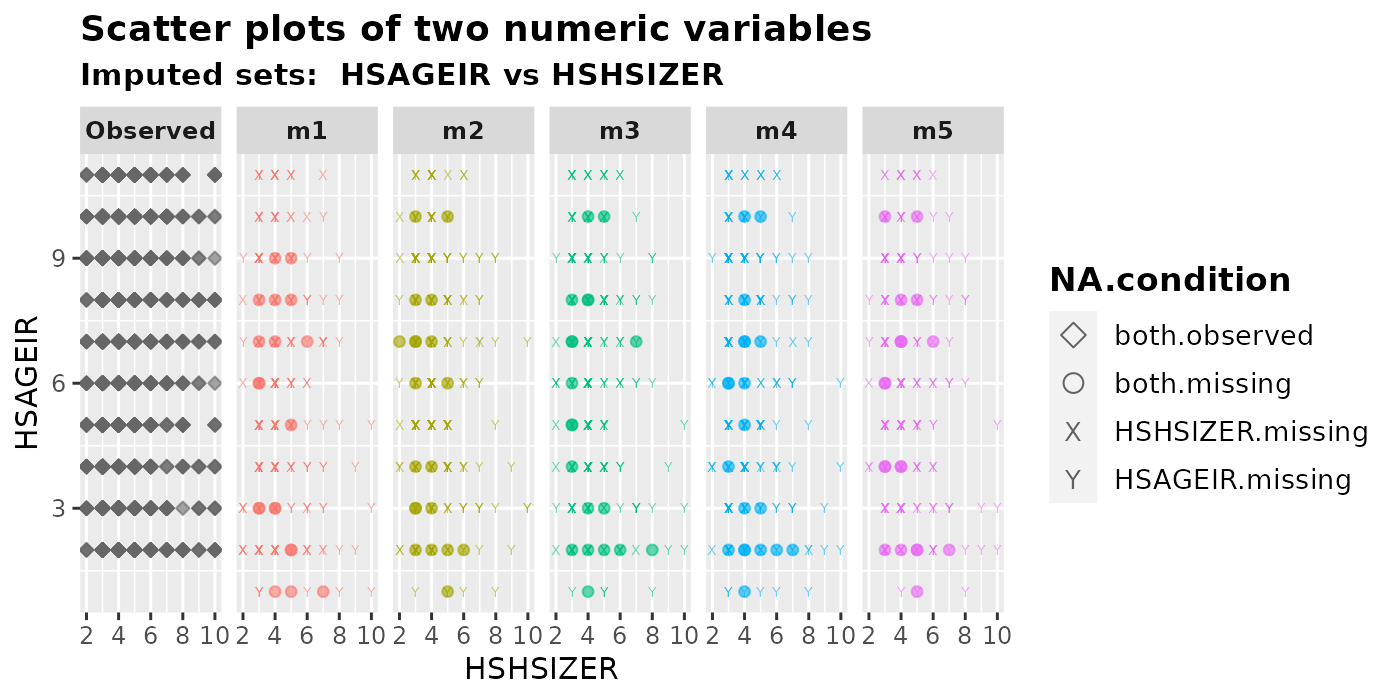 Scatter plots of two numeric variables
Imputed sets:  HSAGEIR vs HSHSIZER
Observed m1 m2 m3 m4 m5
9
6
3
HSAGEIR
2 4 6 8 10 2 4 6 8 10 2 4 6 8 10 2 4 6 8 10 2 4 6 8 10 2 4 6 8 10
HSHSIZER
NA.condition
both.observed
both.missing
X HSHSIZER.missing
Y HSAGEIR.missing